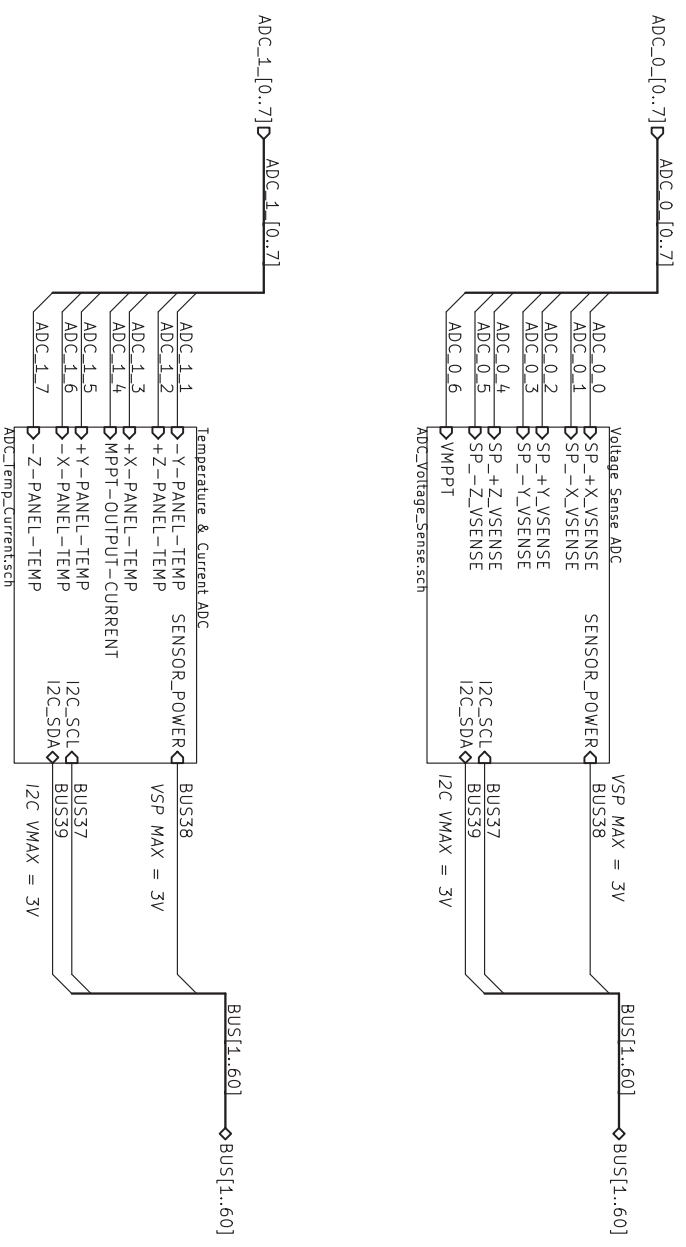 ADC_0_[0..7]
ADC_0_[0..7]
ADC_0_0
ADC_0_1
ADC_0_2
ADC_0_3
ADC_0_4
ADC_0_5
ADC_0_6
Voltage Sense ADC
SP_+X_VSENSE
SP_-X_VSENSE
SP_+Y_VSENSE
SP_-Y_VSENSE
SP_+Z_VSENSE
SP_-Z_VSENSE
VMPPT
ADC_Voltage_Sense.sch
SENSOR_POWER
I2C_SCL
I2C_SDA
VSP MAX = 3V
BUS38
BUS37
BUS39
I2C VMAX = 3V
BUS[1..60]
BUS[1..60]
ADC_1_[0..7]
ADC_1_[0..7]
ADC_1_1
ADC_1_2
ADC_1_3
ADC_1_4
ADC_1_5
ADC_1_6
ADC_1_7
Temperature & Current ADC
-Y-PANEL-TEMP
+Z-PANEL-TEMP
+X-PANEL-TEMP
MPPT-OUTPUT-CURRENT
+Y-PANEL-TEMP
-X-PANEL-TEMP
-Z-PANEL-TEMP
ADC_Temp_Current.sch
SENSOR_POWER
I2C_SCL
I2C_SDA
BUS38
VSP MAX = 3V
BUS37
BUS39
I2C VMAX = 3V
BUS[1..60]
BUS[1..60]